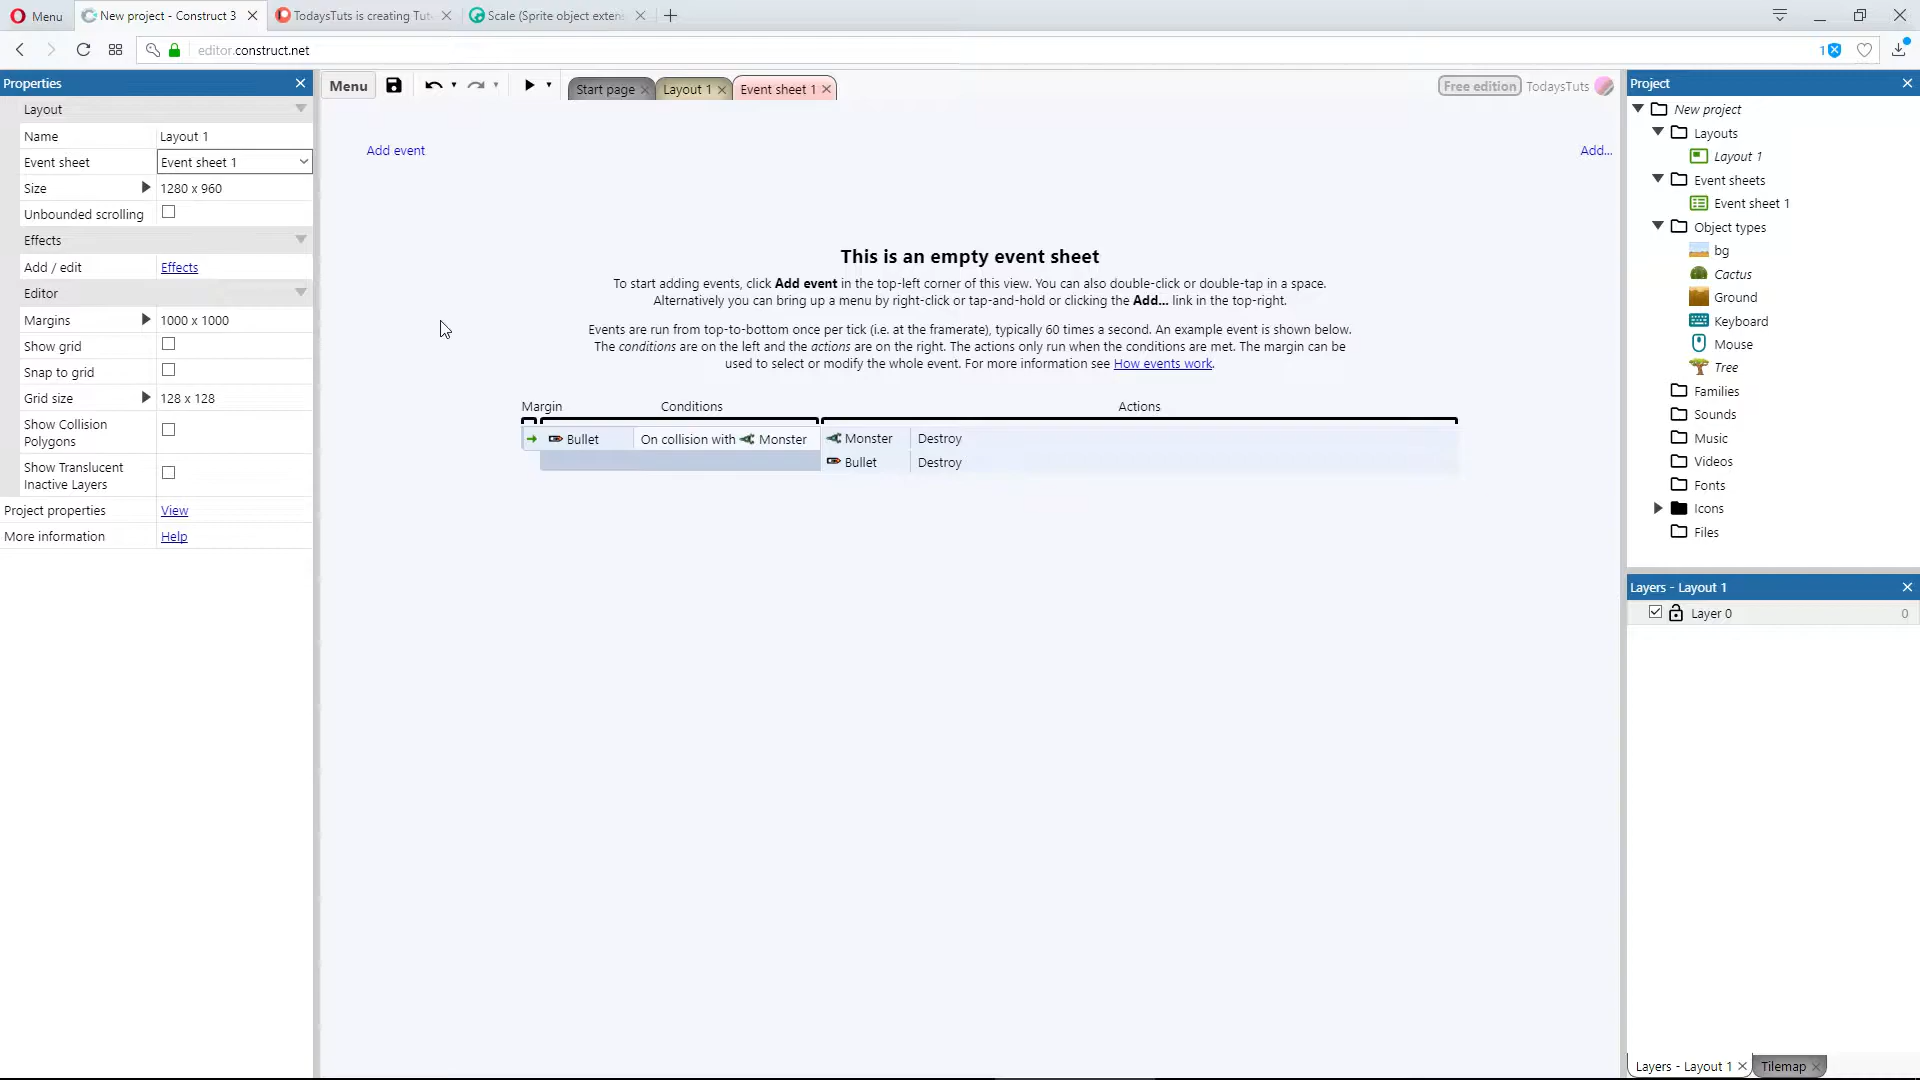 Menu
New project - Construct 3
TodaysTuts is creating Tut
Scale (Sprite object exten
editor.construct.net
1
Properties
Layout
Name Layout 1
Event sheet Event sheet 1
Size 1280 x 960
Unbounded scrolling
Effects
Add / edit Effects
Editor
Margins 1000 x 1000
Show grid
Snap to grid
Grid size 128 x 128
Show Collision
Polygons
Show Translucent
Inactive Layers
Project properties View
More information Help
Menu
Start page
Layout 1
Event sheet 1
Free edition TodaysTuts
Add event
Add...
This is an empty event sheet
To start adding events, click Add event in the top-left corner of this view. You can also double-click or double-tap in a space.
Alternatively you can bring up a menu by right-click or tap-and-hold or clicking the Add... link in the top-right.
Events are run from top-to-bottom once per tick (i.e. at the framerate), typically 60 times a second. An example event is shown below.
The conditions are on the left and the actions are on the right. The actions only run when the conditions are met. The margin can be
used to select or modify the whole event. For more information see How events work.
Margin Conditions Actions
Bullet On collision with Monster Monster Destroy
Bullet Destroy
Project
New project
Layouts
Layout 1
Event sheets
Event sheet 1
Object types
bg
Cactus
Ground
Keyboard
Mouse
Tree
Families
Sounds
Music
Videos
Fonts
Icons
Files
Layers - Layout 1
Layer 0 0
Layers - Layout 1
Tilemap